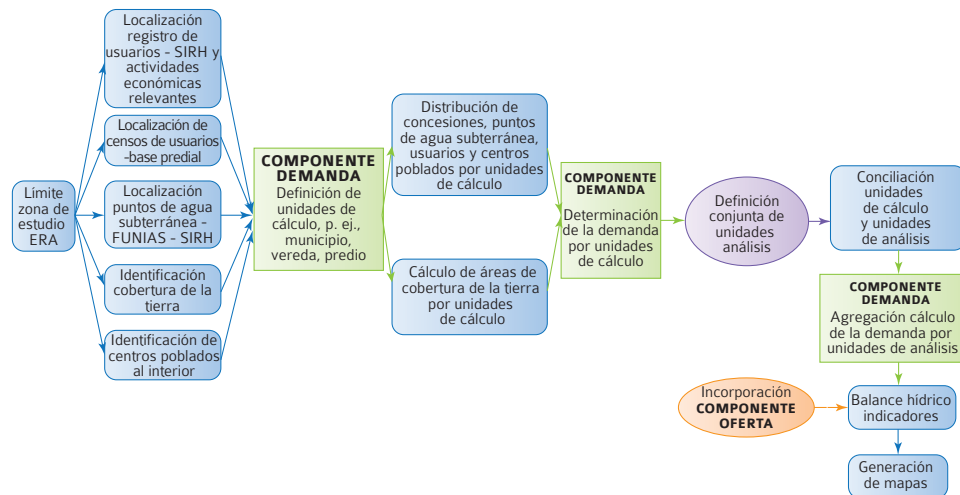 Límite
zona de
estudio
ERA
Localización
registro de
usuarios - SIRH y
actividades
económicas
relevantes
Localización de
censos de usuarios
-base predial
Localización
puntos de agua
subterránea -
FUNIAS - SIRH
Identificación
cobertura de la
tierra
Identificación de
centros poblados
al interior
COMPONENTE
DEMANDA
Definición de
unidades de
cálculo, p. ej.,
municipio,
vereda, predio
Distribución de
concesiones, puntos
de agua subterránea,
usuarios y centros
poblados por unidades
de cálculo
Cálculo de áreas de
cobertura de la tierra
por unidades
de cálculo
COMPONENTE
DEMANDA
Determinación
de la demanda
por unidades
de cálculo
Definición
conjunta de
unidades
análisis
Conciliación
unidades
de cálculo
y unidades
de análisis
COMPONENTE
DEMANDA
Agregación cálculo
de la demanda por
unidades de análisis
Incorporación
COMPONENTE
OFERTA
Balance hídrico
indicadores
Generación
de mapas